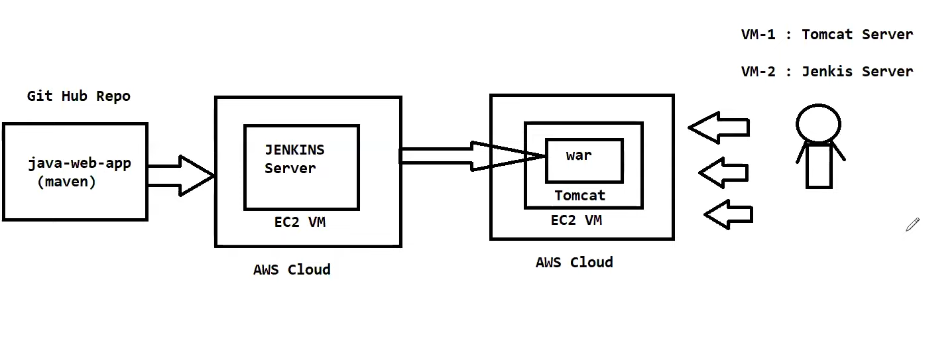 VM-1 : Tomcat Server
VM-2 : Jenkis Server
Git Hub Repo
java-web-app
(maven)
JENKINS
Server
EC2 VM
AWS Cloud
war
Tomcat
EC2 VM
AWS Cloud